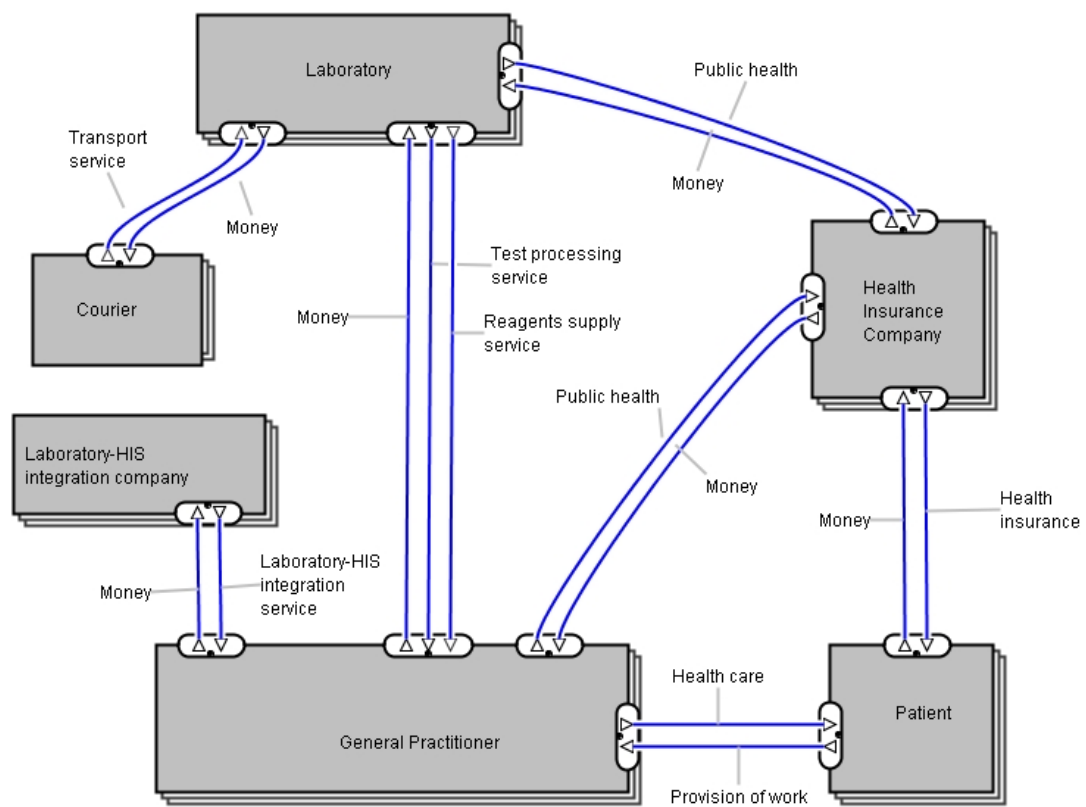 Laboratory
Public health
Transport
service
Money
Money
Test processing
service
Courier
Health
Insurance
Company
Money
Reagents supply
service
Public health
Laboratory-HIS
integration company
Money
Health
insurance
Money
Laboratory-HIS
integration
service
Money
Health care
Patient
General Practitioner
Provision of work